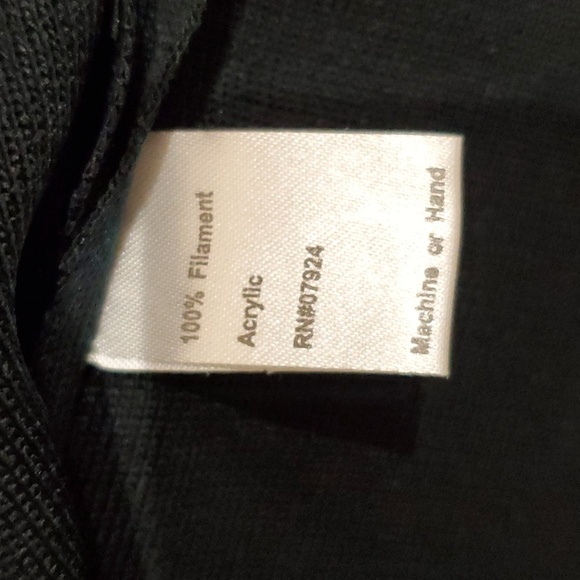 100% Filament
Acrylic
RN#07924
Machine or Hand